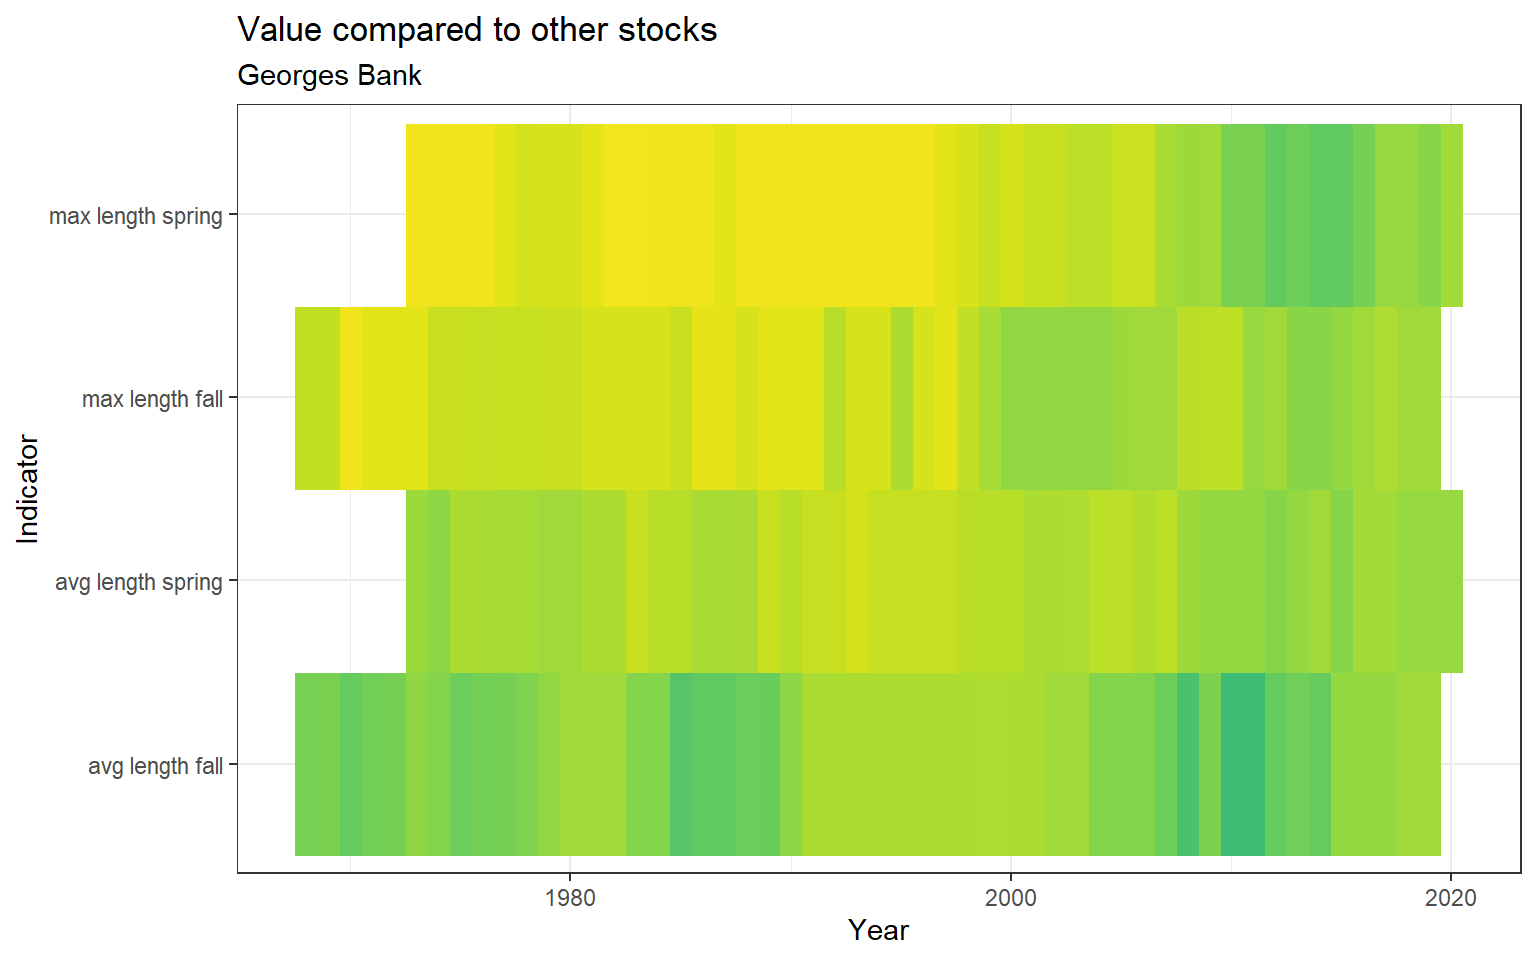 Value compared to other stocks
Georges Bank
max length spring
max length fall
avg length spring
avg length fall
Indicator
1980
2000
2020
Year